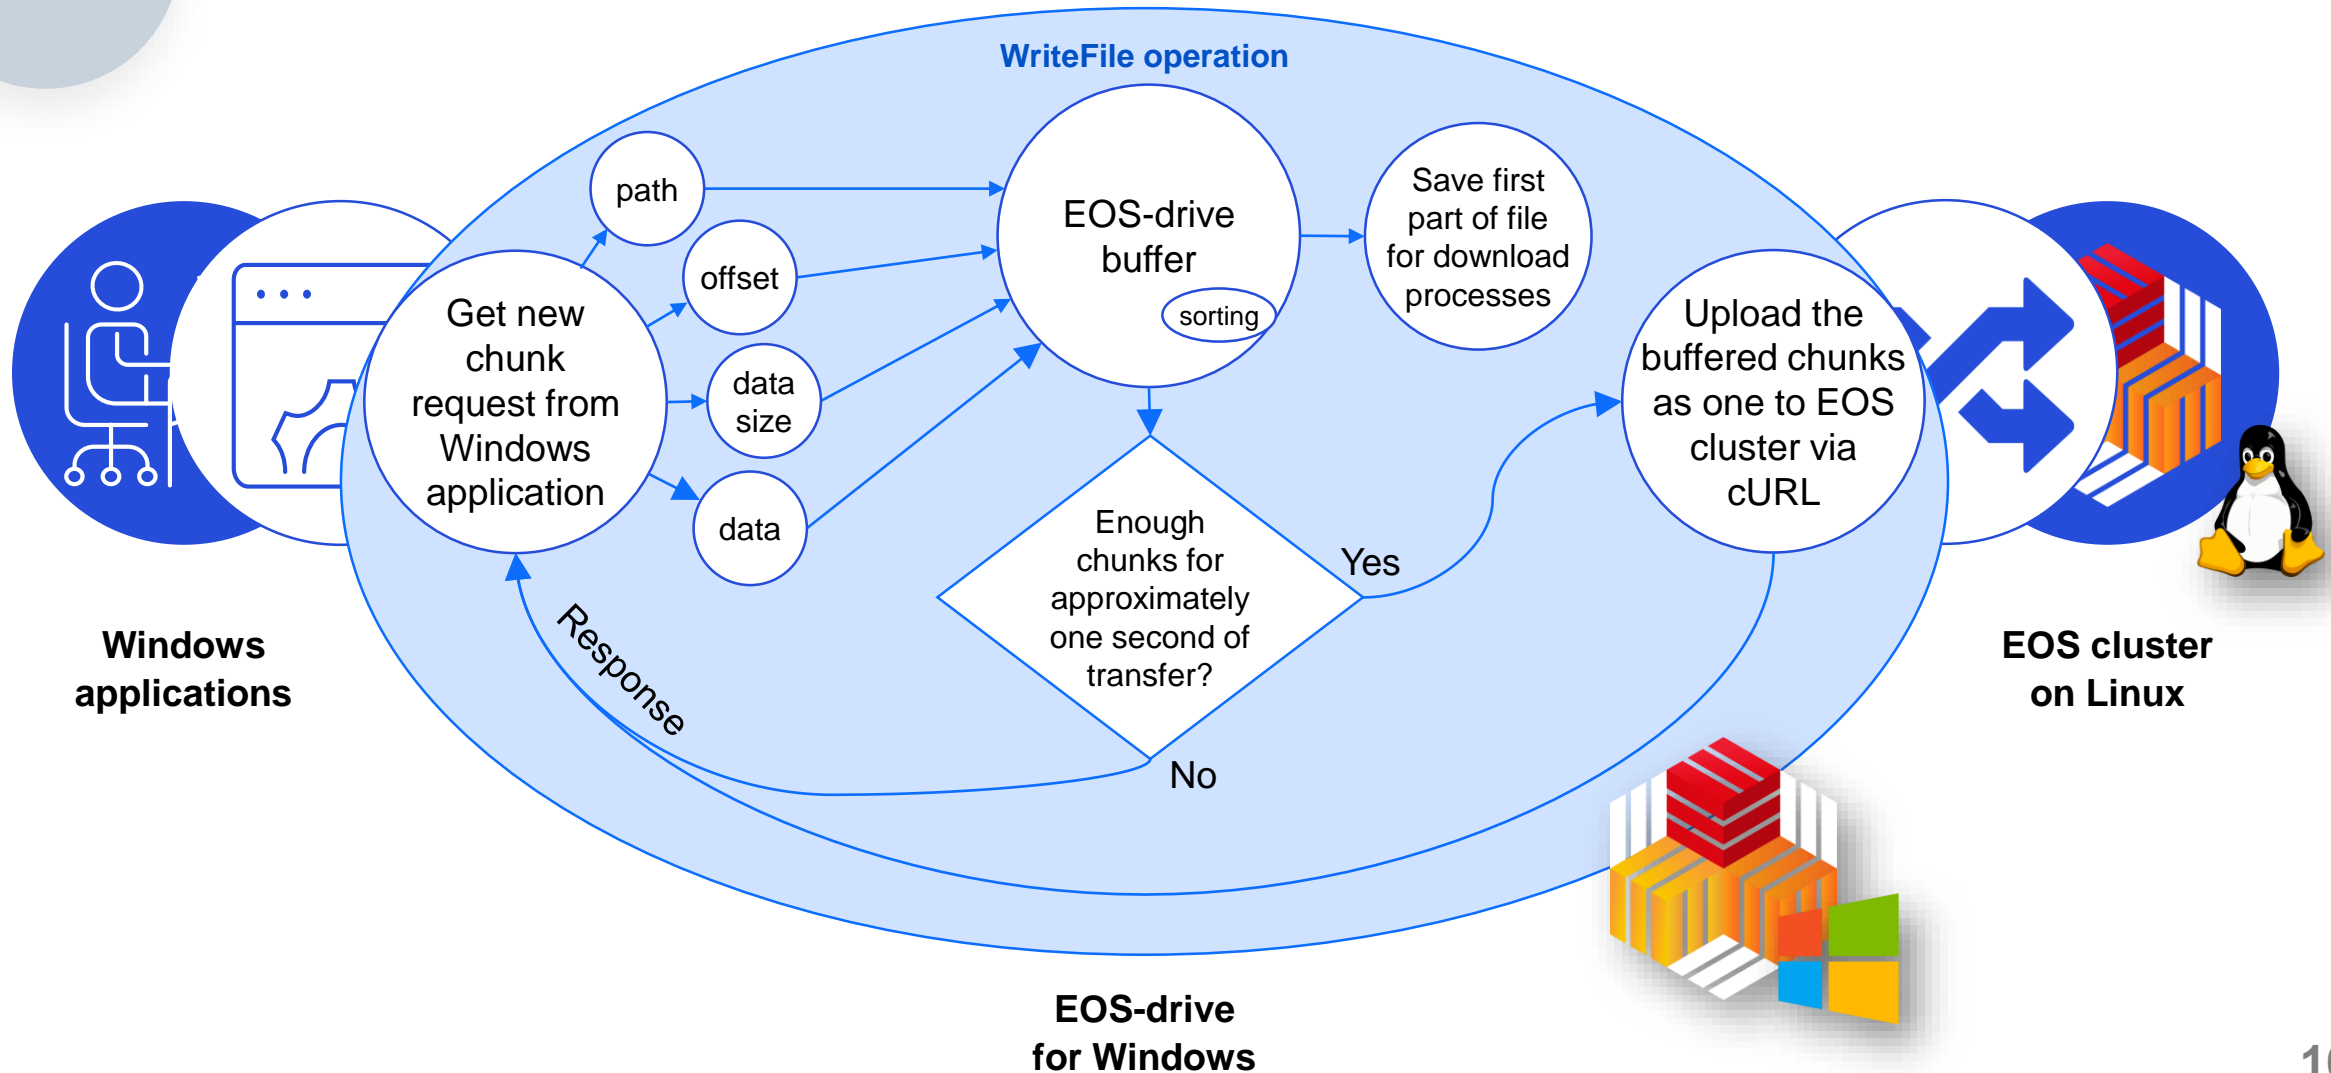 WriteFile operation
path
offset
data
size
data
Get new
chunk
request from
Windows
application
EOS-drive
buffer
sorting
Save first
part of file
for download
processes
Enough
chunks for
approximately
one second of
transfer?
Yes
No
Response
Upload the
buffered chunks
as one to EOS
cluster via
cURL
Windows
applications
EOS cluster
on Linux
EOS-drive
for Windows